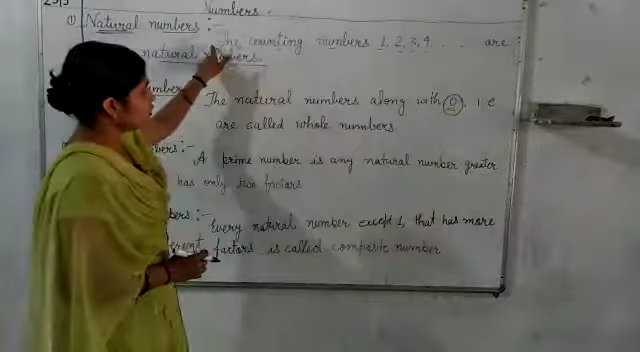 Numbers.
① Natural numbers :-
The counting numbers 1, 2, 3, 4 . . . are
natural numbers.
The natural numbers along with 0, i e
are called whole numbers.
A prime number is any natural number greater
has only two factors
Every natural number except 1, that has more
factors is called composite number